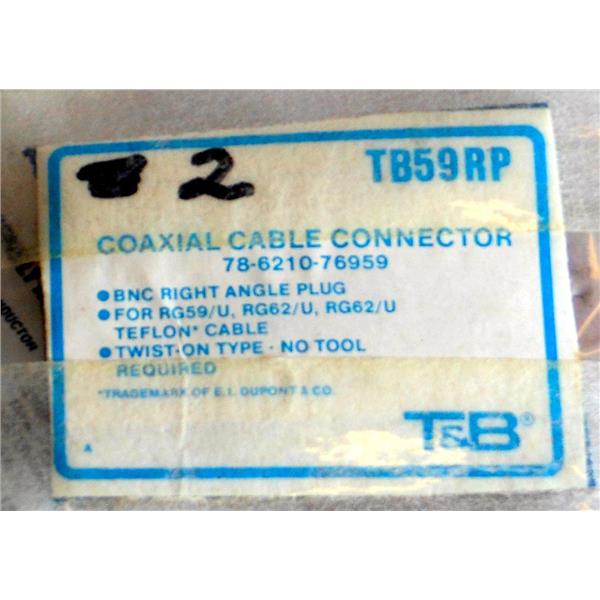 2
TB59RP
COAXIAL CABLE CONNECTOR
78-6210-76959
• BNC RIGHT ANGLE PLUG
• FOR RG59/U, RG62/U, RG62/U
TEFLON* CABLE
• TWIST-ON TYPE - NO TOOL
REQUIRED
*TRADEMARK OF E.I. DUPONT & CO.
A
T&B®